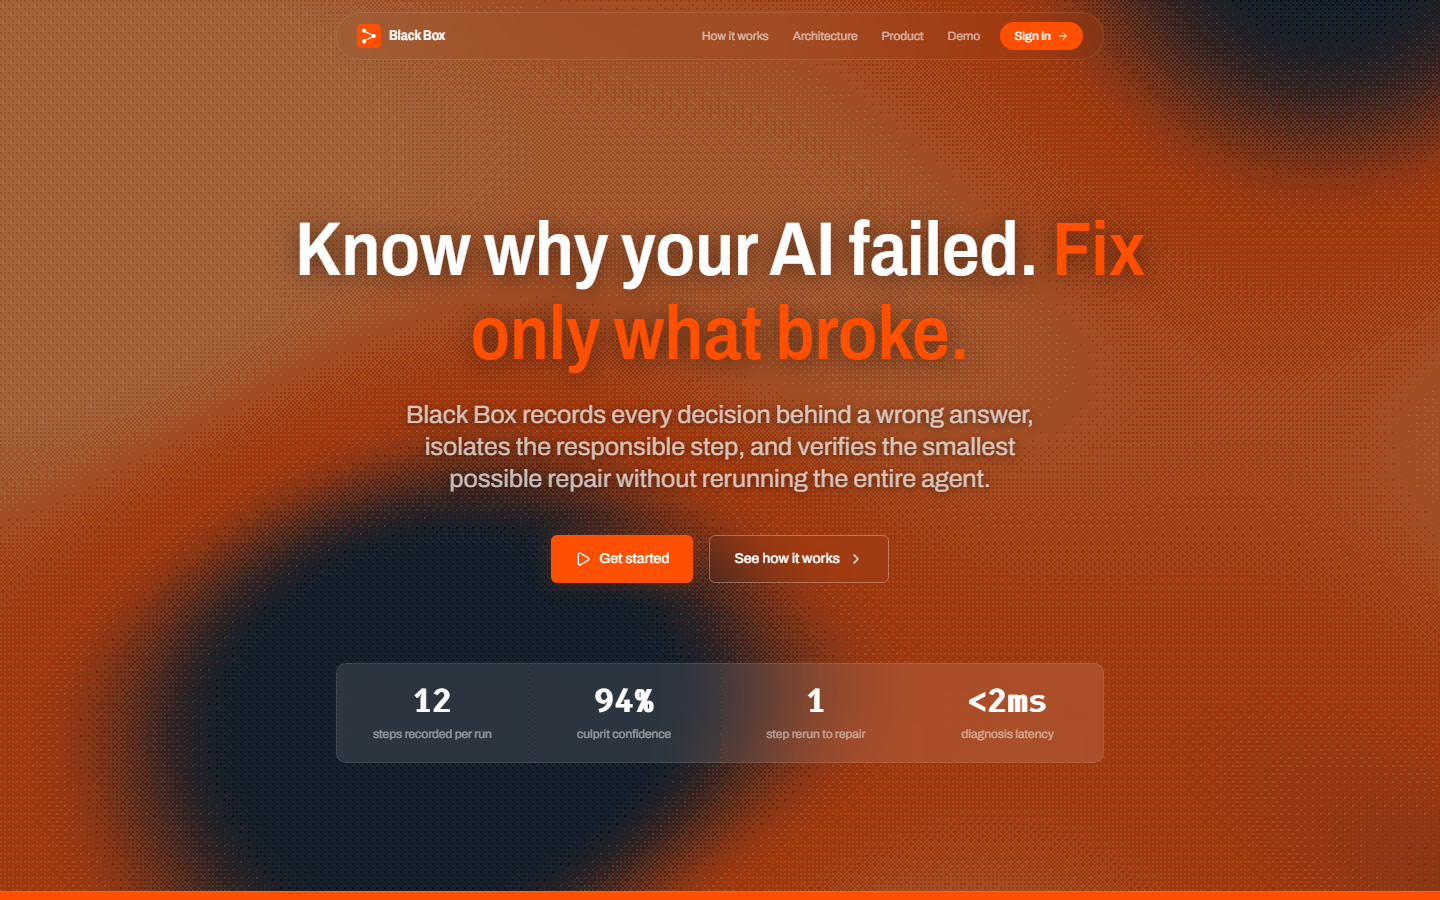 Black Box
How it works
Architecture
Product
Demo
Sign in
Know why your AI failed. Fix
only what broke.
Black Box records every decision behind a wrong answer,
isolates the responsible step, and verifies the smallest
possible repair without rerunning the entire agent.
Get started
See how it works
12
steps recorded per run
94%
culprit confidence
1
step rerun to repair
<2ms
diagnosis latency